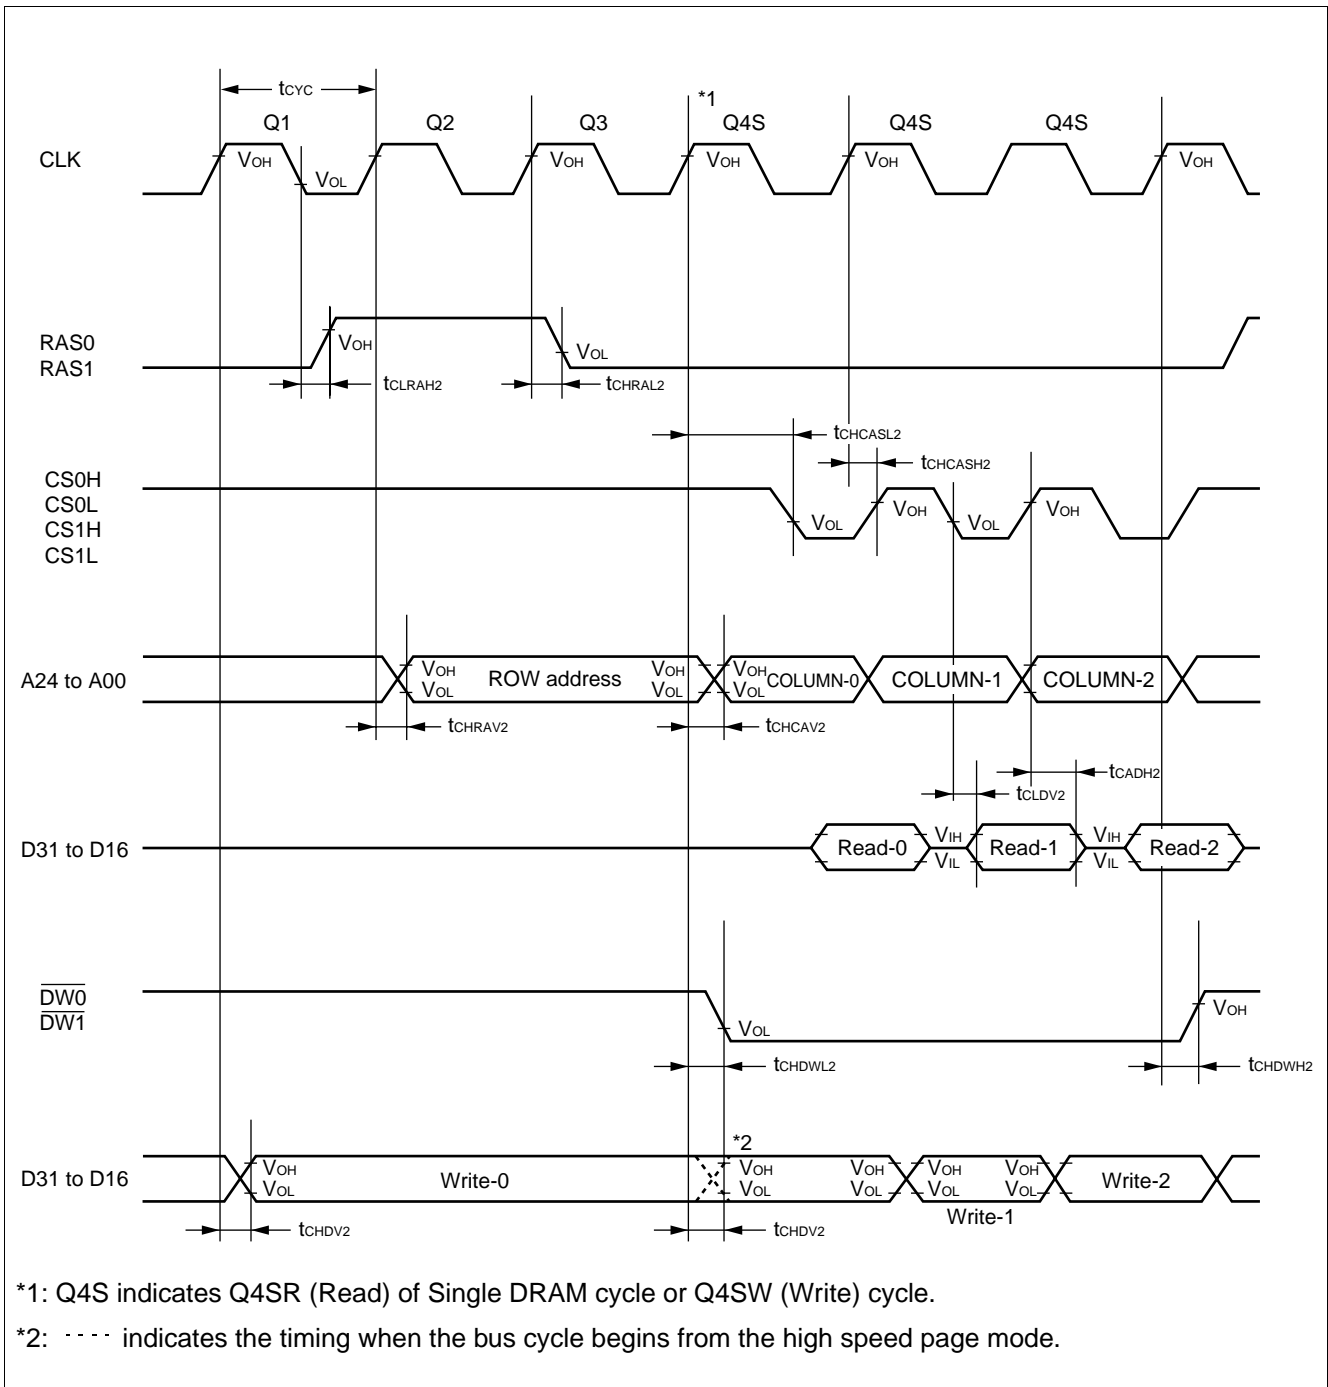 tCYC
*1
Q1 Q2 Q3 Q4S Q4S Q4S
CLK VOH VOL VOH VOH VOH VOH
RAS0 VOH VOL
RAS1 tCLRAH2 tCHRAL2
tCHCASL2
tCHCASH2
CS0H
CS0L VOH VOH
CS1H VOL VOL
CS1L
A24 to A00 VOH VOL ROW address VOH VOL VOH VOL COLUMN-0 COLUMN-1 COLUMN-2
tCHRAV2 tCHCAV2
tCADH2
tCLDV2
D31 to D16 Read-0 VIH VIL Read-1 VIH VIL Read-2
DW0 VOH
DW1 VOL
tCHDWL2 tCHDWH2
*2
D31 to D16 VOH VOL Write-0 VOH VOL VOH VOL VOH VOL VOH VOL Write-2
Write-1
tCHDV2 tCHDV2
*1: Q4S indicates Q4SR (Read) of Single DRAM cycle or Q4SW (Write) cycle.
*2: ---- indicates the timing when the bus cycle begins from the high speed page mode.